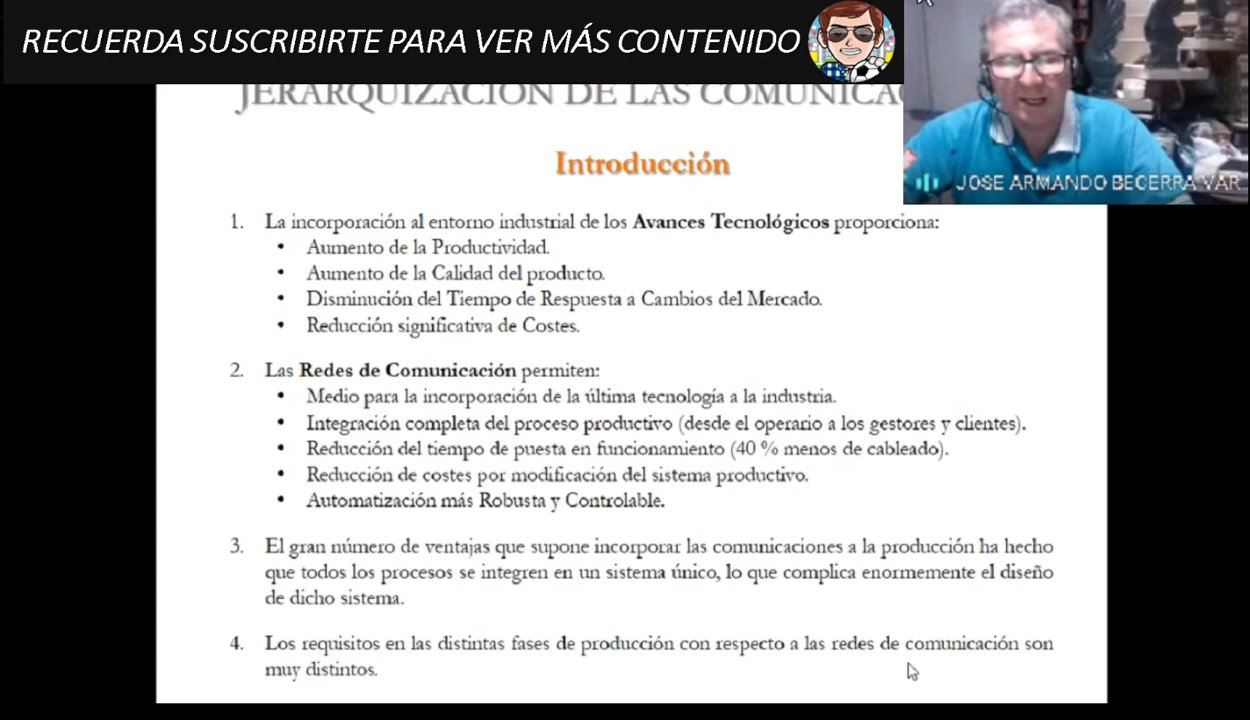 RECUERDA SUSCRIBIRTE PARA VER MÁS CONTENIDO
JERARQUIZACIÓN DE LAS
JOSE ARMANDO BECERRA VAR
Introducción
1. La incorporación al entorno industrial de los Avances Tecnológicos proporciona:
• Aumento de la Productividad.
• Aumento de la Calidad del producto.
• Disminución del Tiempo de Respuesta a Cambios del Mercado.
• Reducción significativa de Costes.
2. Las Redes de Comunicación permiten:
• Medio para la incorporación de la última tecnología a la industria.
• Integración completa del proceso productivo (desde el operario a los gestores y clientes).
• Reducción del tiempo de puesta en funcionamiento (40 % menos de cableado).
• Reducción de costes por modificación del sistema productivo.
• Automatización más Robusta y Controlable.
3. El gran número de ventajas que supone incorporar las comunicaciones a la producción ha hecho
que todos los procesos se integren en un sistema único, lo que complica enormemente el diseño
de dicho sistema.
4. Los requisitos en las distintas fases de producción con respecto a las redes de comunicación son
muy distintos.